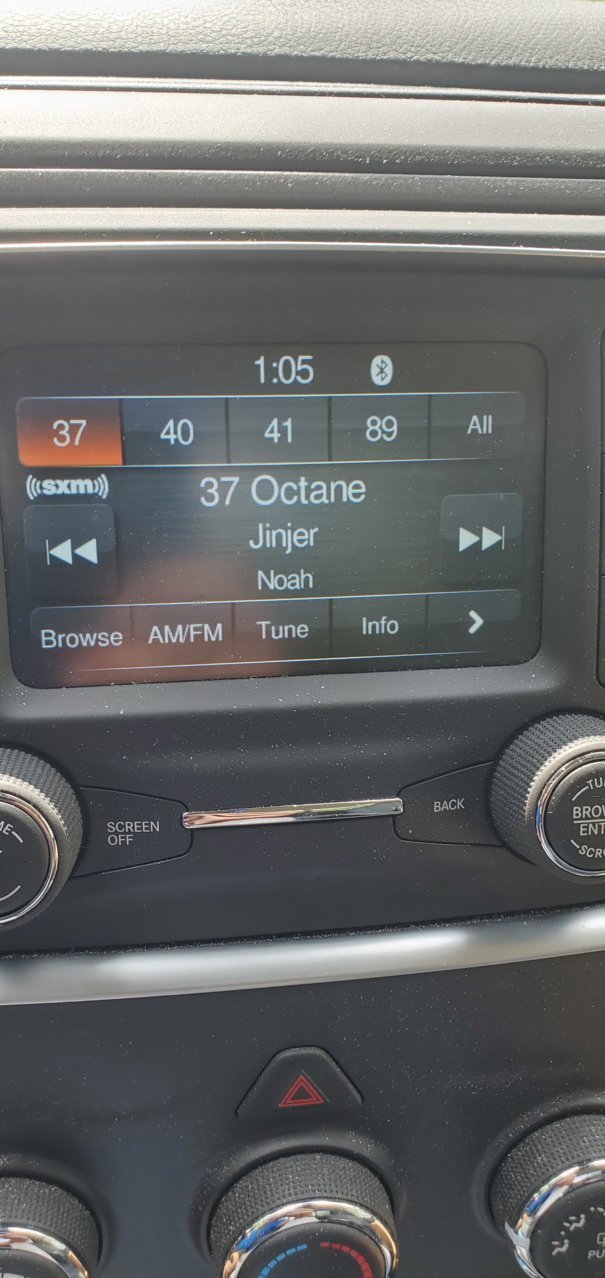 1:05
37 40 41 89 All
((sxm)) 37 Octane
Jinjer
Noah
Browse AM/FM Tune Info
SCREEN
OFF
BACK